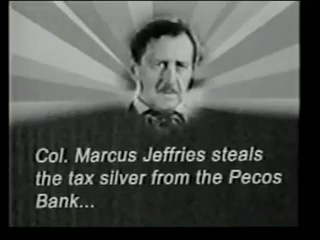 Col. Marcus Jeffries steals
the tax silver from the Pecos
Bank...